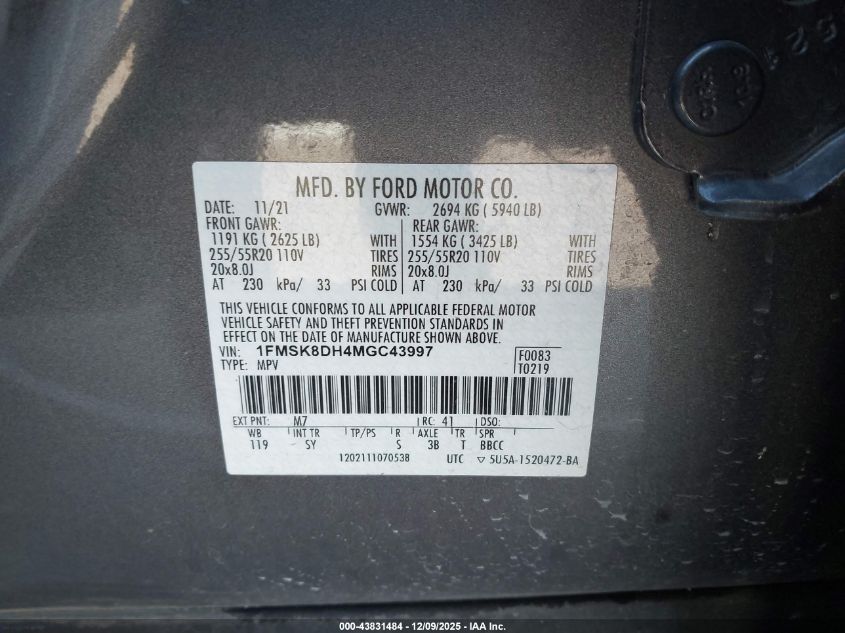 521
MFD. BY FORD MOTOR CO.
DATE: 11/21 GVWR: 2694 KG ( 5940 LB)
FRONT GAWR: REAR GAWR:
1191 KG ( 2625 LB) WITH 1554 KG ( 3425 LB) WITH
255/55R20 110V TIRES 255/55R20 110V TIRES
20x8.0J RIMS 20x8.0J RIMS
AT 230 kPa/ 33 PSI COLD AT 230 kPa/ 33 PSI COLD
THIS VEHICLE CONFORMS TO ALL APPLICABLE FEDERAL MOTOR
VEHICLE SAFETY AND THEFT PREVENTION STANDARDS IN
EFFECT ON THE DATE OF MANUFACTURE SHOWN ABOVE.
VIN: 1FMSK8DH4MGC43997 F0083
TYPE: MPV T0219
EXT PNT: M7 RC: 41 DSO:
WB INT TR TP/PS R AXLE TR SPR
119 SY S 3B T BBCC
1202111070538 UTC ▽ 5U5A-1520472-BA
000-43831484 - 12/09/2025 - IAA Inc.